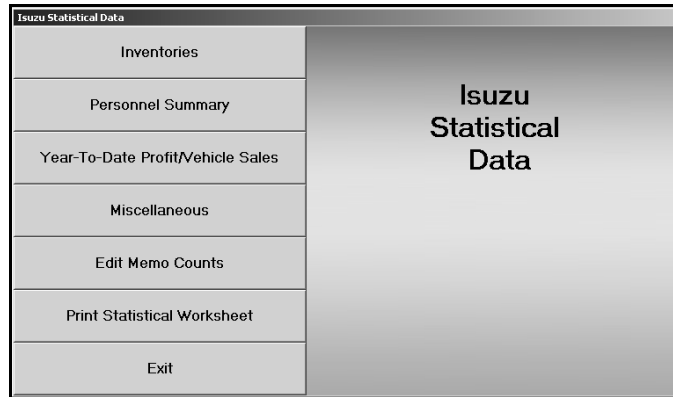 Isuzu Statistical Data
Inventories
Personnel Summary
Year-To-Date Profit/Vehicle Sales
Miscellaneous
Edit Memo Counts
Print Statistical Worksheet
Exit
Isuzu
Statistical
Data